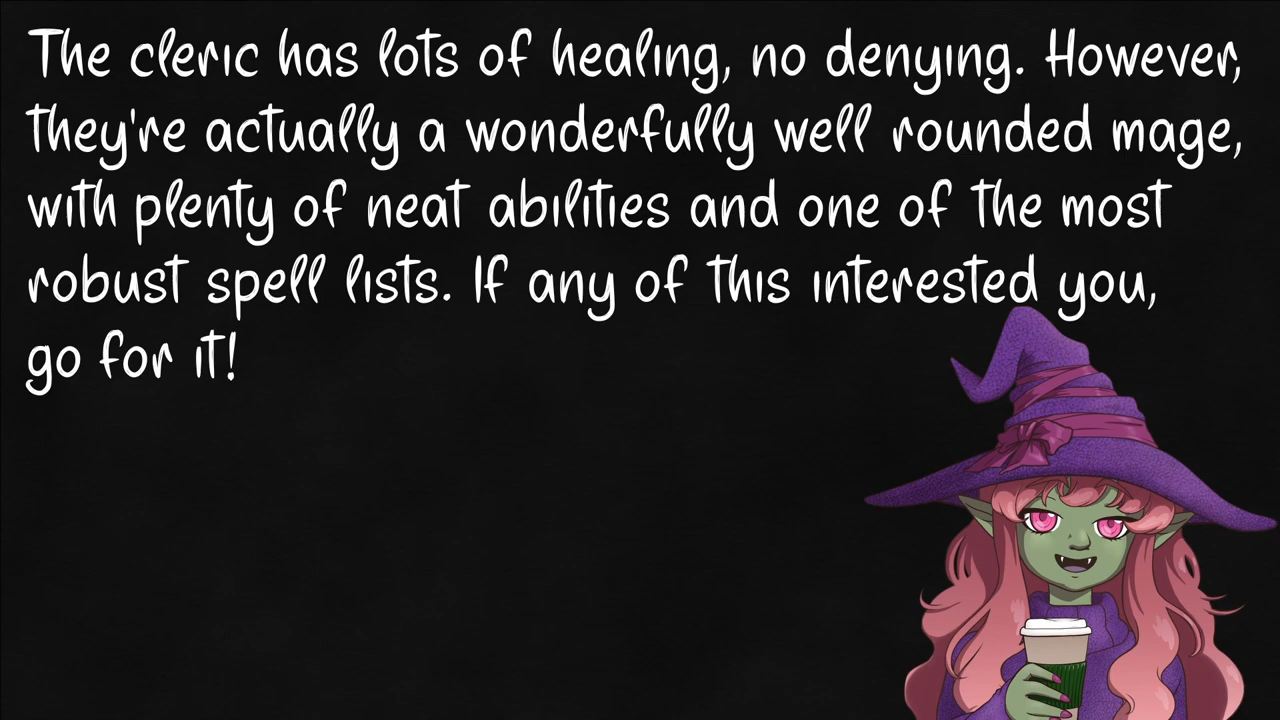 The cleric has lots of healing, no denying. However,
they're actually a wonderfully well rounded mage,
with plenty of neat abilities and one of the most
robust spell lists. If any of this interested you,
go for it!